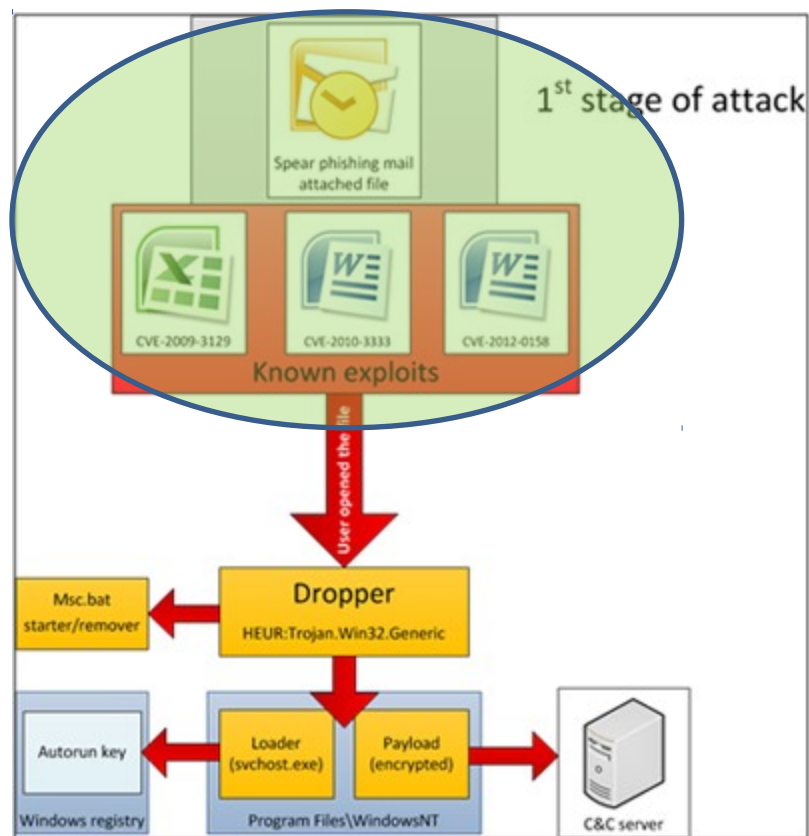 1st stage of attack
Spear phishing mail
attached file
CVE-2009-3129
CVE-2010-3333
CVE-2012-0158
Known exploits
User opened the file
Dropper
HEUR:Trojan.Win32.Generic
Msc.bat
starter/remover
Autorun key
Windows registry
Loader
(svchost.exe)
Payload
(encrypted)
Program Files\WindowsNT
C&C server